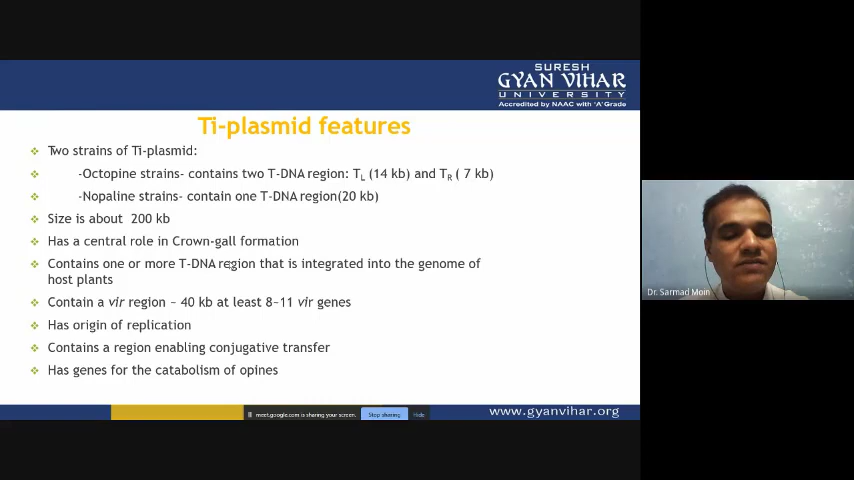 SURESH
GYAN VIHAR
UNIVERSITY
Accredited by NAAC with 'A' Grade
Ti-plasmid features
Two strains of Ti-plasmid:
-Octopine strains- contains two T-DNA region: TL (14 kb) and TR ( 7 kb)
-Nopaline strains- contain one T-DNA region(20 kb)
Size is about 200 kb
Has a central role in Crown-gall formation
Contains one or more T-DNA region that is integrated into the genome of
host plants
Contain a vir region ~ 40 kb at least 8~11 vir genes
Has origin of replication
Contains a region enabling conjugative transfer
Has genes for the catabolism of opines
Dr. Sarmad Moin
meet.google.com is sharing your screen.
Stop sharing
Hide
www.gyanvihar.org